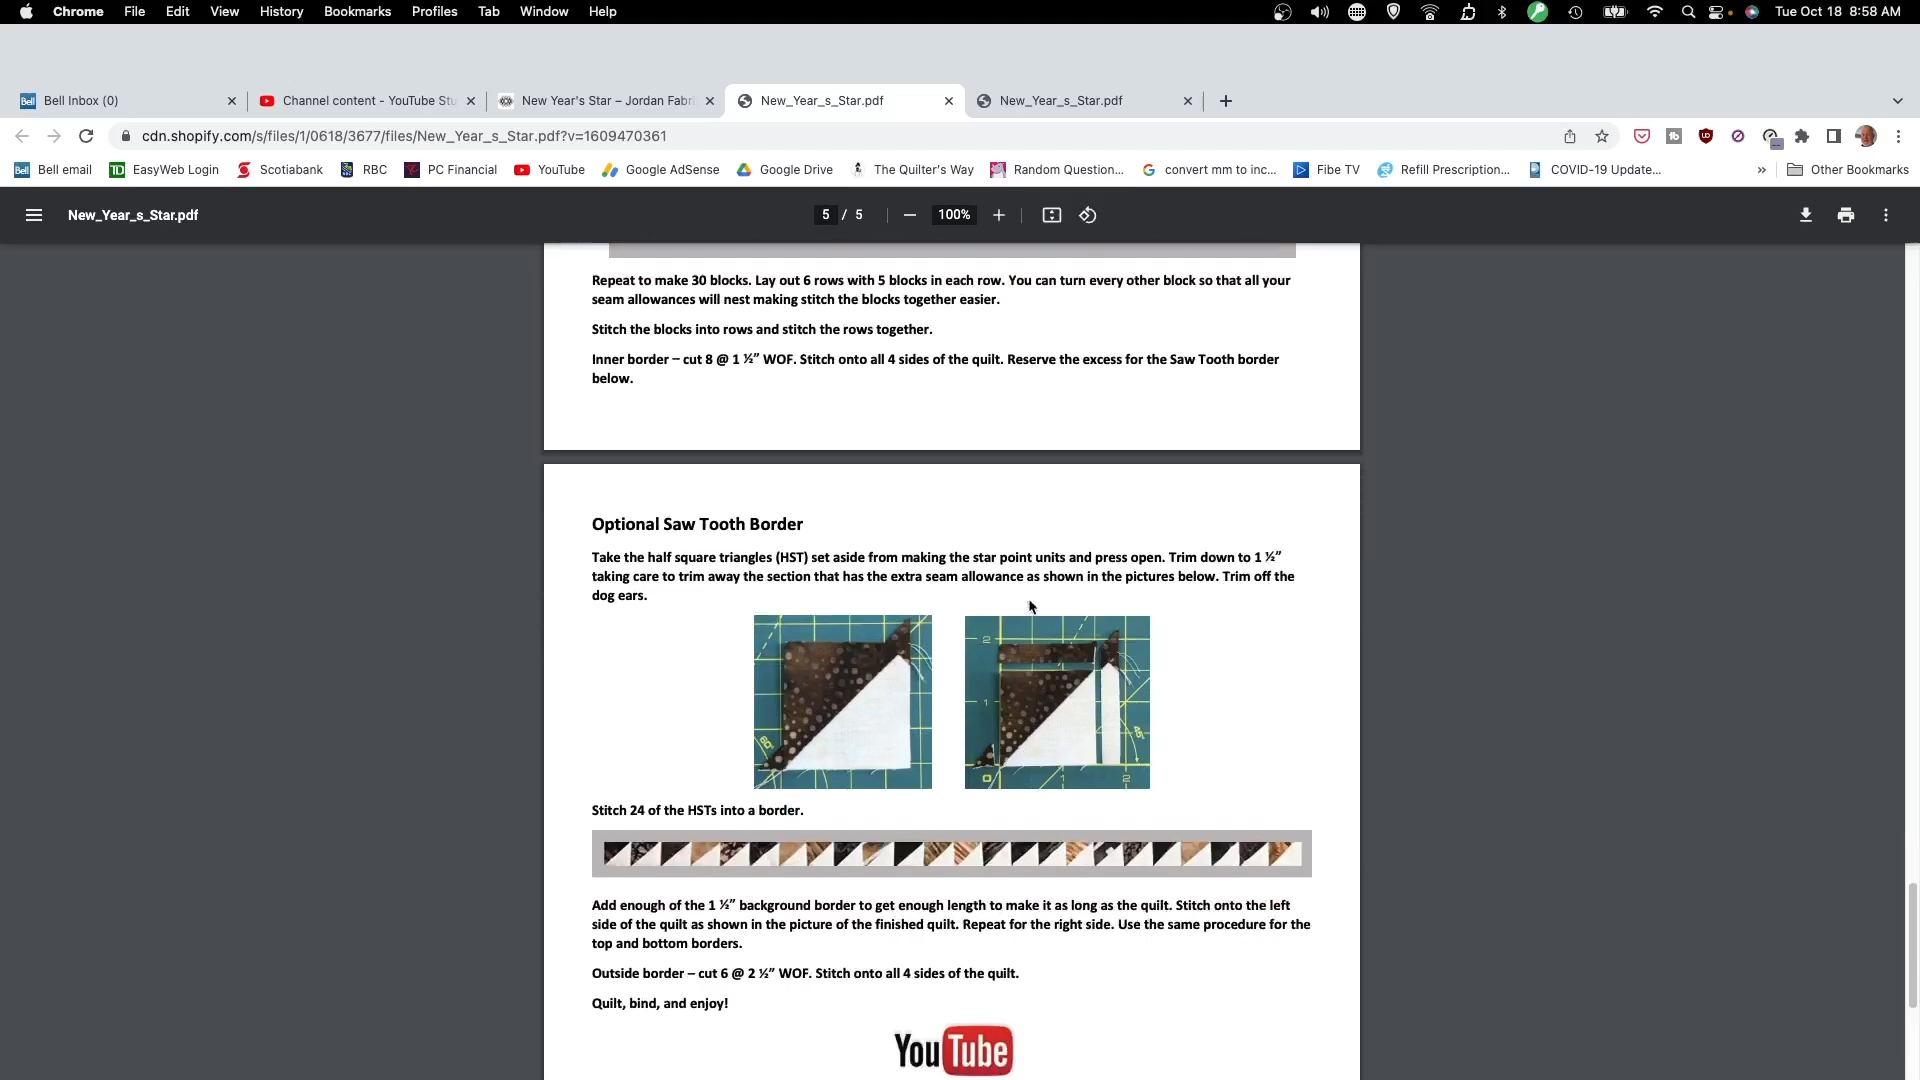 Chrome File Edit View History Bookmarks Profiles Tab Window Help Tue Oct 18 8:58 AM
Bell Bell Inbox (0) Channel content - YouTube Stu New Year's Star – Jordan Fabri New_Year_s_Star.pdf New_Year_s_Star.pdf
cdn.shopify.com/s/files/1/0618/3677/files/New_Year_s_Star.pdf?v=1609470361
Bell Bell email TD EasyWeb Login Scotiabank RBC PC Financial YouTube Google AdSense Google Drive The Quilter's Way Random Question... convert mm to inc... Fibe TV Refill Prescription... COVID-19 Update... » Other Bookmarks
New_Year_s_Star.pdf 5 / 5 100%
Repeat to make 30 blocks. Lay out 6 rows with 5 blocks in each row. You can turn every other block so that all your
seam allowances will nest making stitch the blocks together easier.
Stitch the blocks into rows and stitch the rows together.
Inner border – cut 8 @ 1 ½” WOF. Stitch onto all 4 sides of the quilt. Reserve the excess for the Saw Tooth border
below.
Optional Saw Tooth Border
Take the half square triangles (HST) set aside from making the star point units and press open. Trim down to 1 ½”
taking care to trim away the section that has the extra seam allowance as shown in the pictures below. Trim off the
dog ears.
60
2
1
45
0 1 2
Stitch 24 of the HSTs into a border.
Add enough of the 1 ½” background border to get enough length to make it as long as the quilt. Stitch onto the left
side of the quilt as shown in the picture of the finished quilt. Repeat for the right side. Use the same procedure for the
top and bottom borders.
Outside border – cut 6 @ 2 ½” WOF. Stitch onto all 4 sides of the quilt.
Quilt, bind, and enjoy!
YouTube